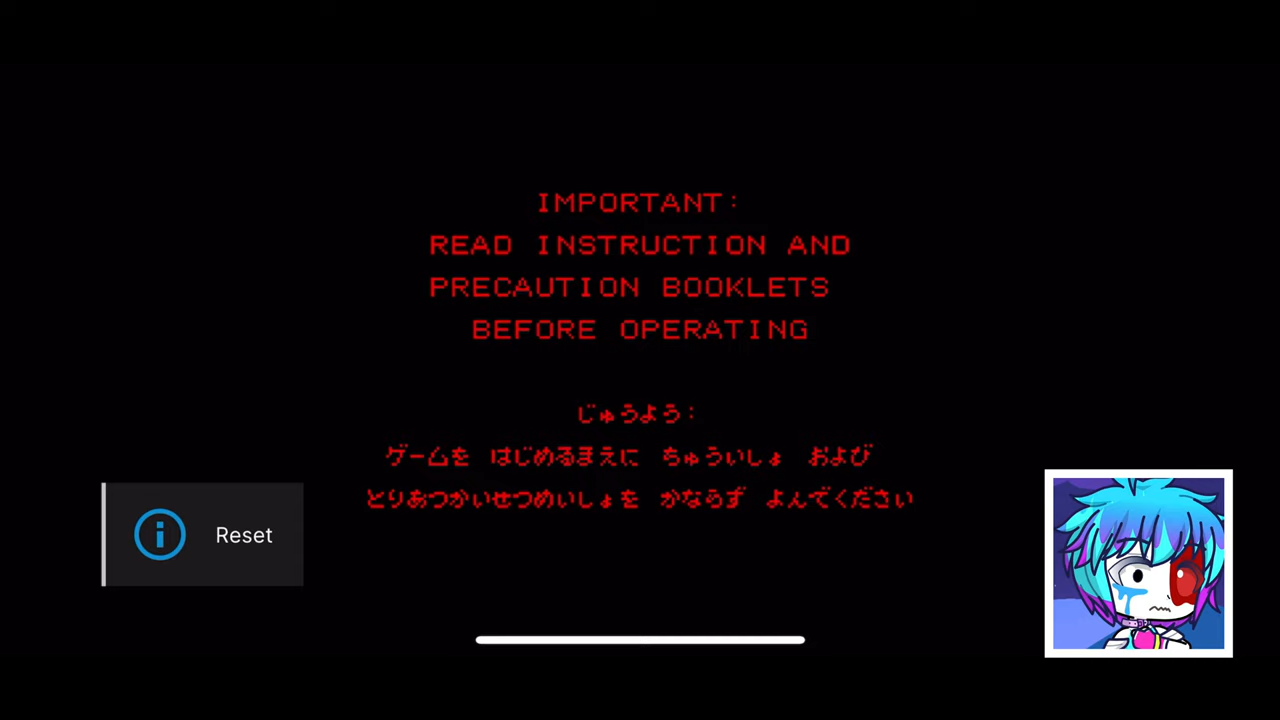 IMPORTANT:
READ INSTRUCTION AND
PRECAUTION BOOKLETS
BEFORE OPERATING
じゅうよう:
ゲームを はじめるまえに ちゅういしょ および
とりあつかいせつめいしょを かならず よんでください
Reset